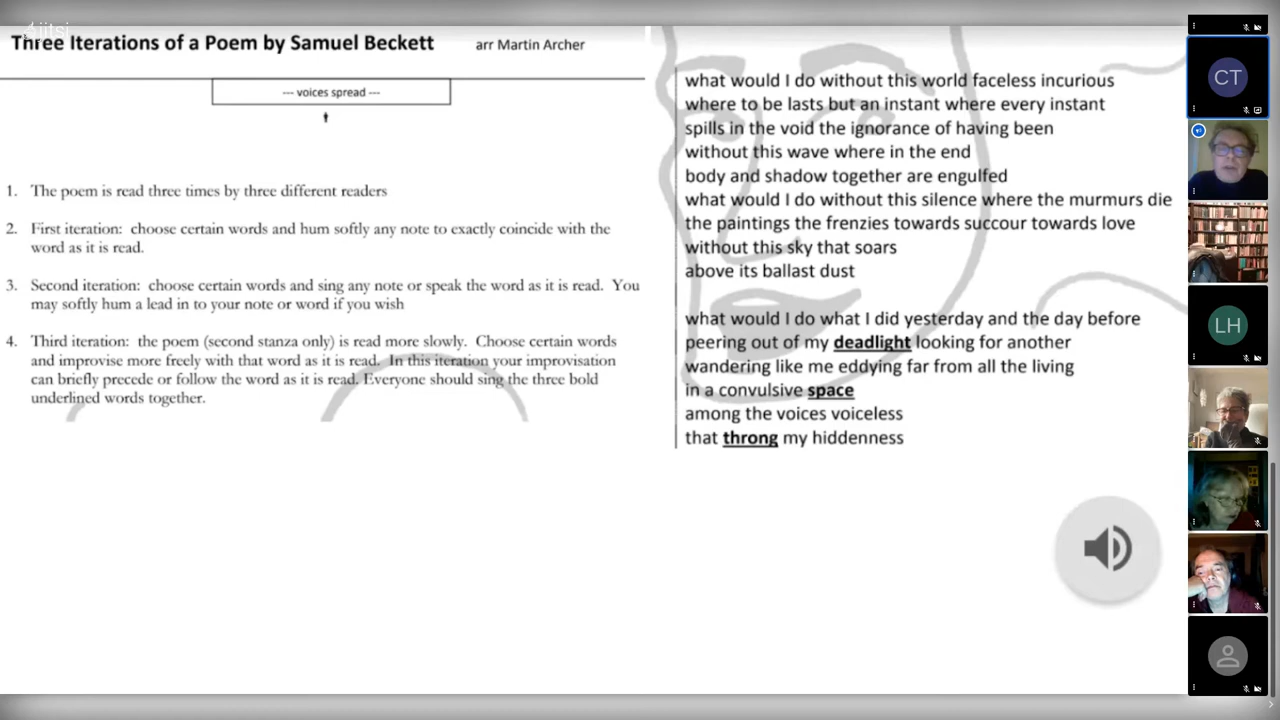 jitsi
Three Iterations of a Poem by Samuel Beckett
arr Martin Archer
--- voices spread ---
1. The poem is read three times by three different readers
2. First iteration: choose certain words and hum softly any note to exactly coincide with the
word as it is read.
3. Second iteration: choose certain words and sing any note or speak the word as it is read. You
may softly hum a lead in to your note or word if you wish
4. Third iteration: the poem (second stanza only) is read more slowly. Choose certain words
and improvise more freely with that word as it is read. In this iteration your improvisation
can briefly precede or follow the word as it is read. Everyone should sing the three bold
underlined words together.
what would I do without this world faceless incurious
where to be lasts but an instant where every instant
spills in the void the ignorance of having been
without this wave where in the end
body and shadow together are engulfed
what would I do without this silence where the murmurs die
the paintings the frenzies towards succour towards love
without this sky that soars
above its ballast dust
what would I do what I did yesterday and the day before
peering out of my deadlight looking for another
wandering like me eddying far from all the living
in a convulsive space
among the voices voiceless
that throng my hiddenness
CT
LH